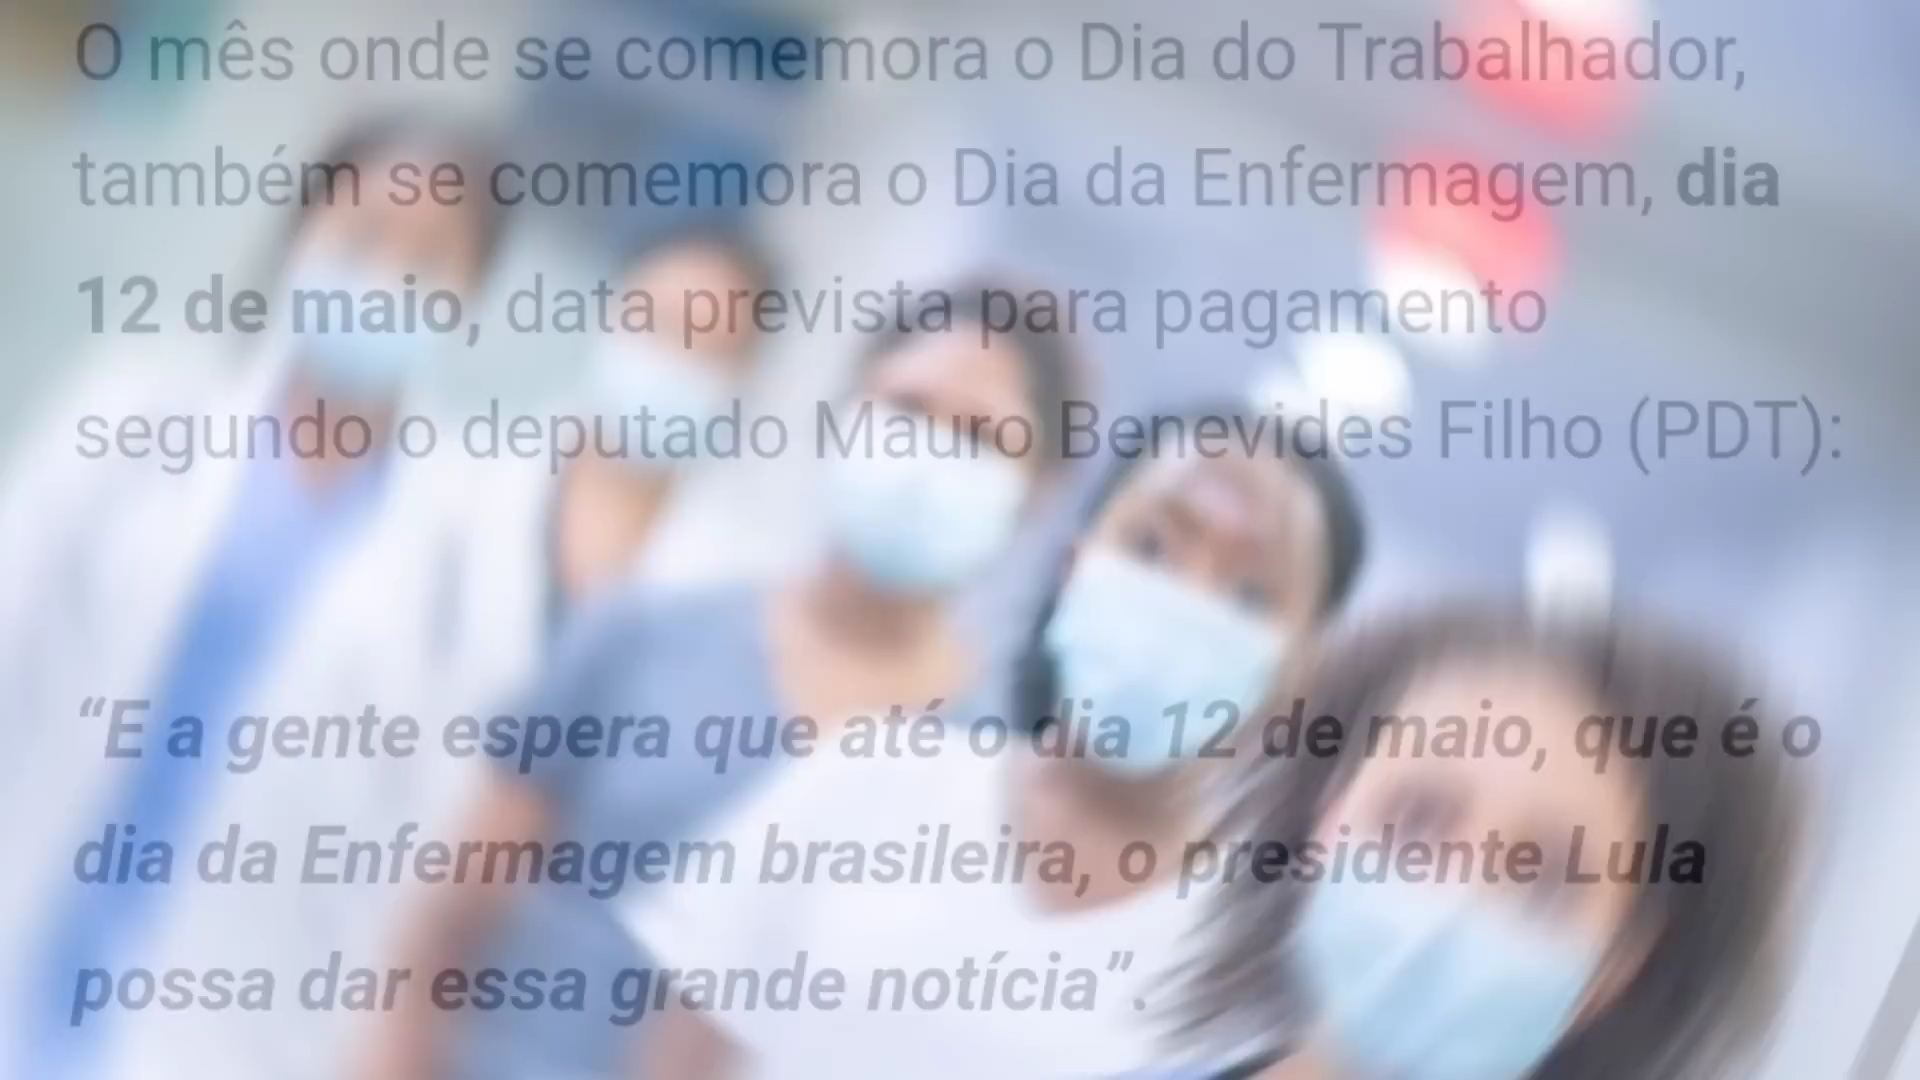 O mês onde se comemora o Dia do Trabalhador,
também se comemora o Dia da Enfermagem, dia
12 de maio, data prevista para pagamento
segundo o deputado Mauro Benevides Filho (PDT):
“E a gente espera que até o dia 12 de maio, que é o
dia da Enfermagem brasileira, o presidente Lula
possa dar essa grande notícia”.